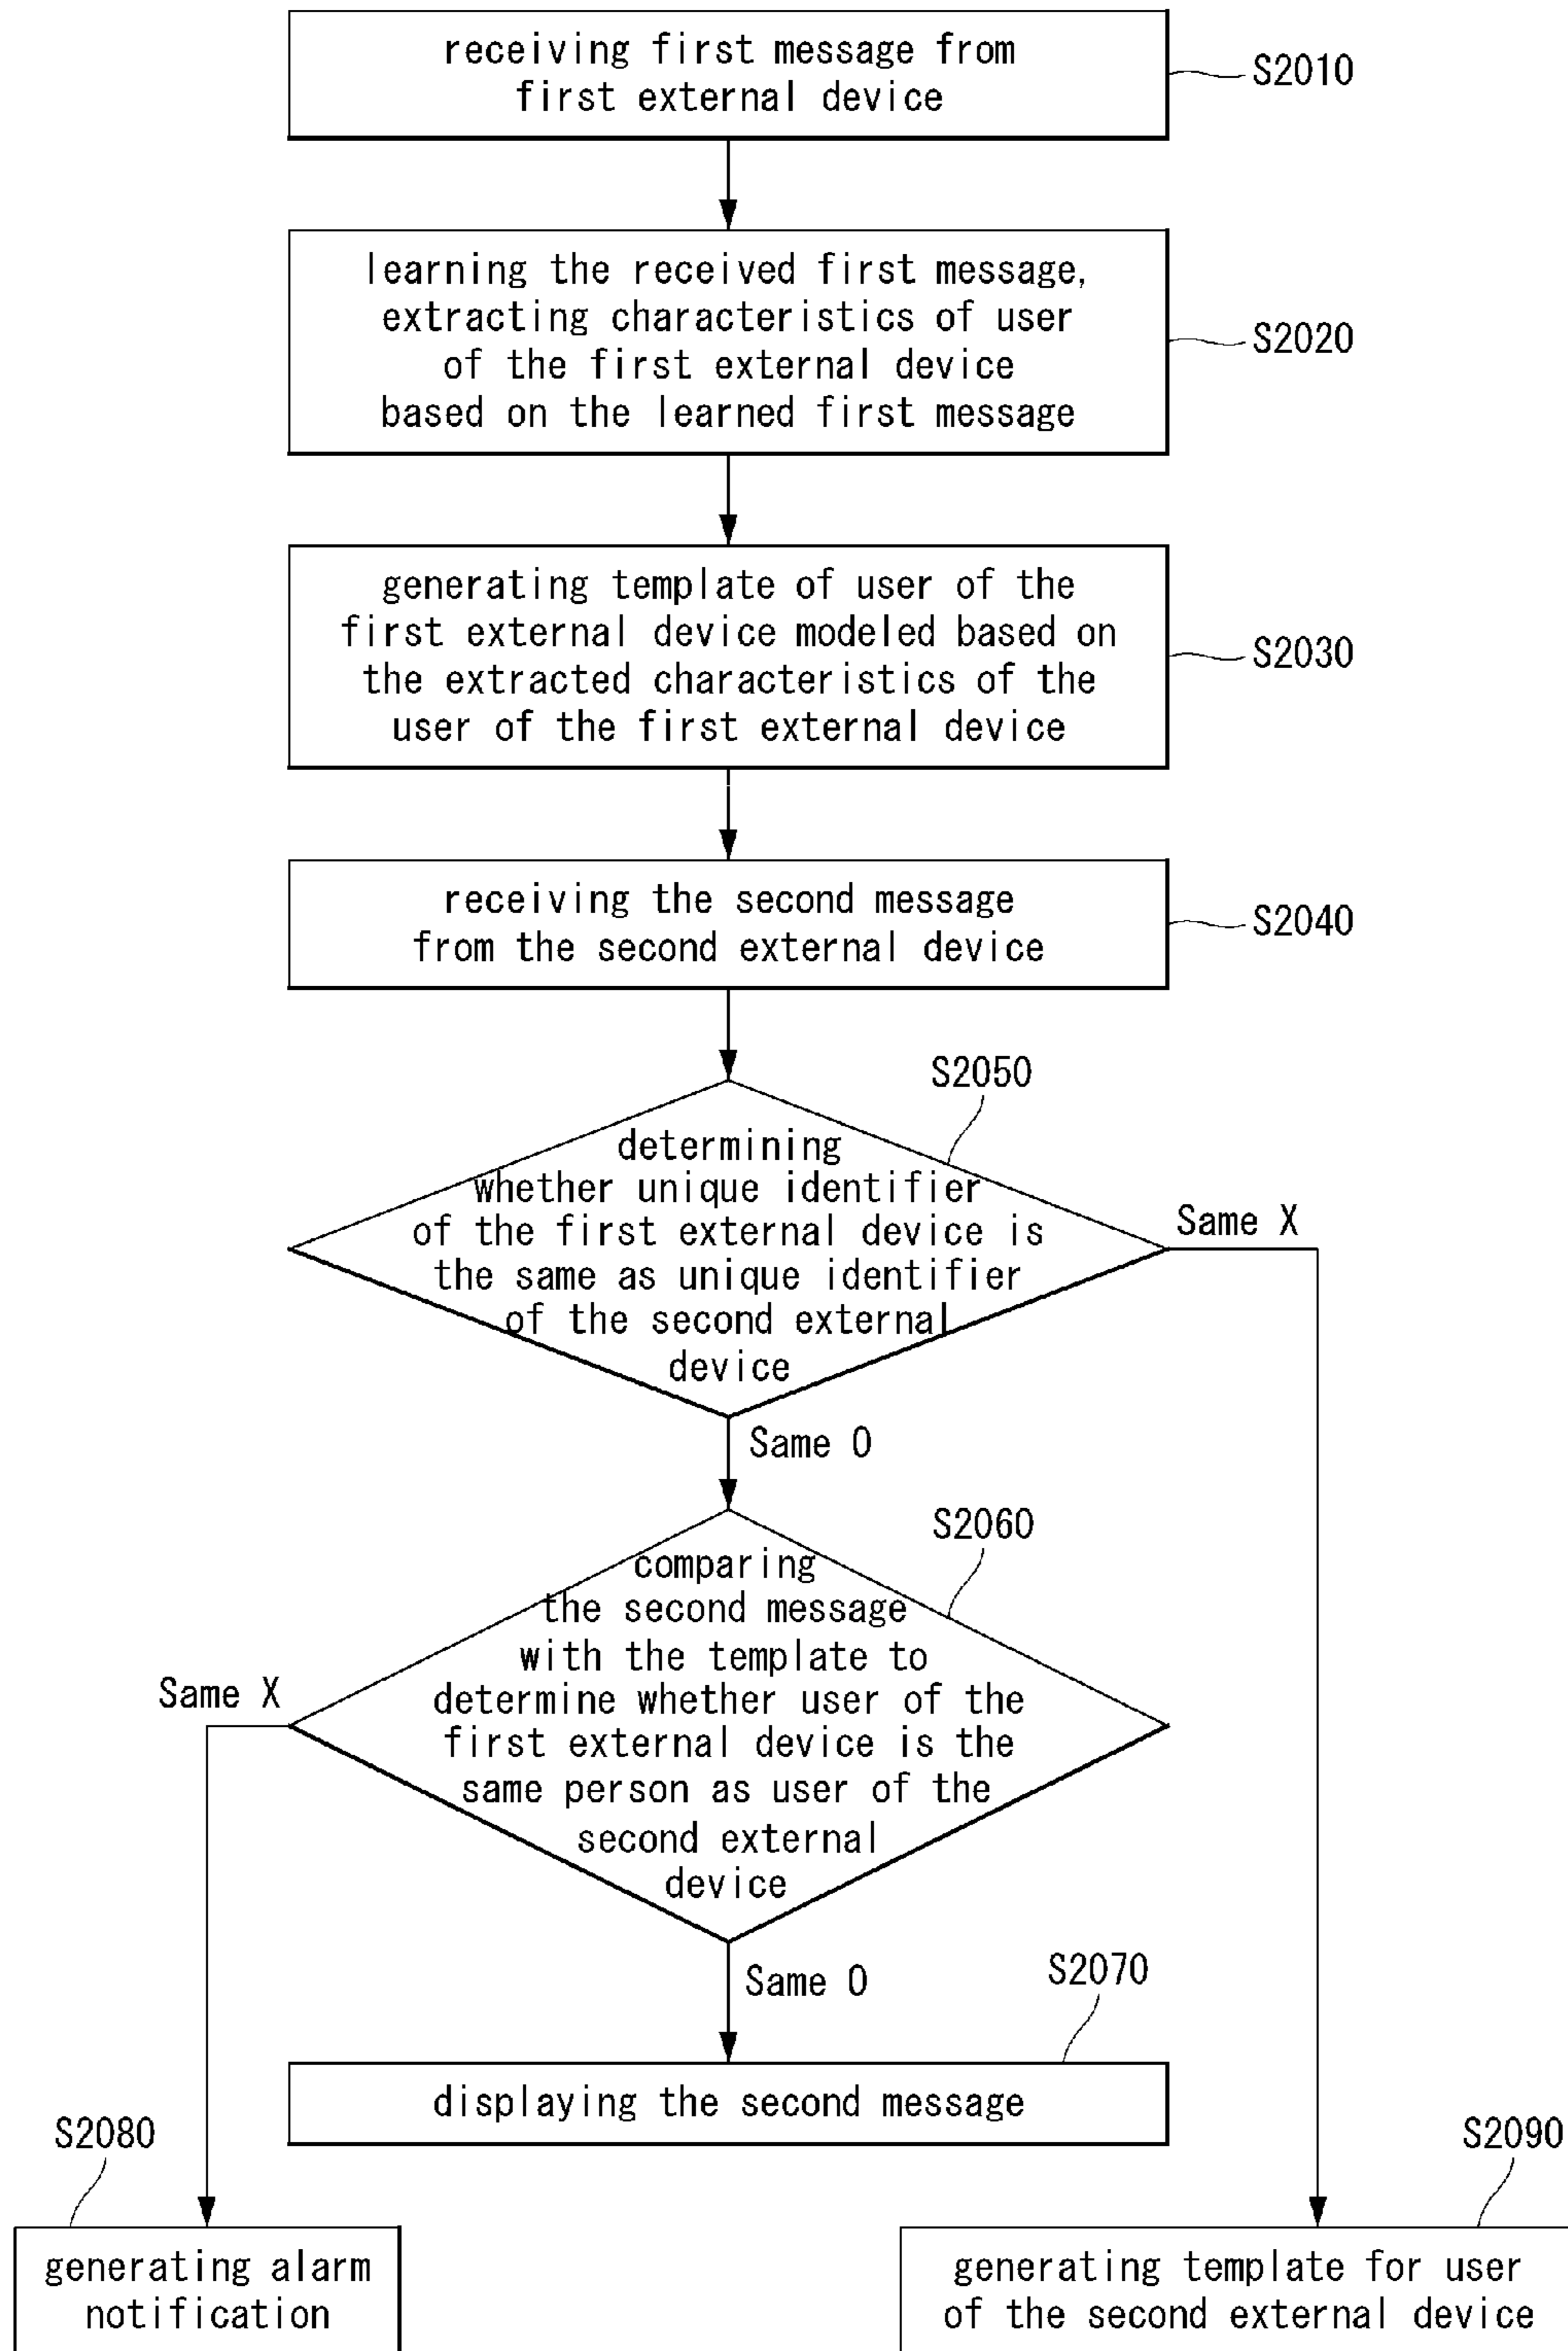 receiving first message from
first external device
S2010
learning the received first message,
extracting characteristics of user
of the first external device
based on the learned first message
S2020
generating template of user of the
first external device modeled based on
the extracted characteristics of the
user of the first external device
S2030
receiving the second message
from the second external device
S2040
S2050
determining
whether unique identifier
of the first external device is
the same as unique identifier
of the second external
device
Same X
Same O
S2060
comparing
the second message
with the template to
determine whether user of the
first external device is the
same person as user of the
second external
device
Same X
Same O
S2070
displaying the second message
S2080
generating alarm
notification
S2090
generating template for user
of the second external device